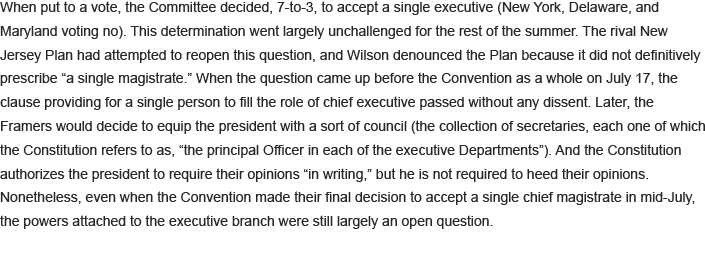 When put to a vote, the Committee decided, 7-to-3, to accept a single executive (New York, Delaware, and
Maryland voting no). This determination went largely unchallenged for the rest of the summer. The rival New
Jersey Plan had attempted to reopen this question, and Wilson denounced the Plan because it did not definitively
prescribe “a single magistrate.” When the question came up before the Convention as a whole on July 17, the
clause providing for a single person to fill the role of chief executive passed without any dissent. Later, the
Framers would decide to equip the president with a sort of council (the collection of secretaries, each one of which
the Constitution refers to as, “the principal Officer in each of the executive Departments”). And the Constitution
authorizes the president to require their opinions “in writing,” but he is not required to heed their opinions.
Nonetheless, even when the Convention made their final decision to accept a single chief magistrate in mid-July,
the powers attached to the executive branch were still largely an open question.